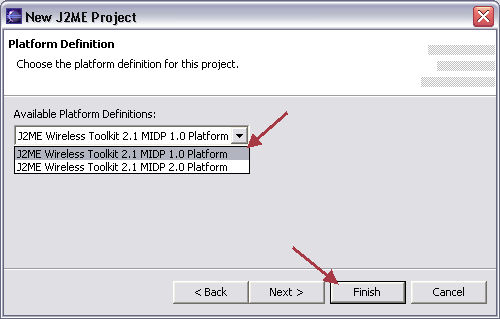 New J2ME Project
Platform Definition
Choose the platform definition for this project.
Available Platform Definitions:
J2ME Wireless Toolkit 2.1 MIDP 1.0 Platform
J2ME Wireless Toolkit 2.1 MIDP 1.0 Platform
J2ME Wireless Toolkit 2.1 MIDP 2.0 Platform
< Back Next > Finish Cancel